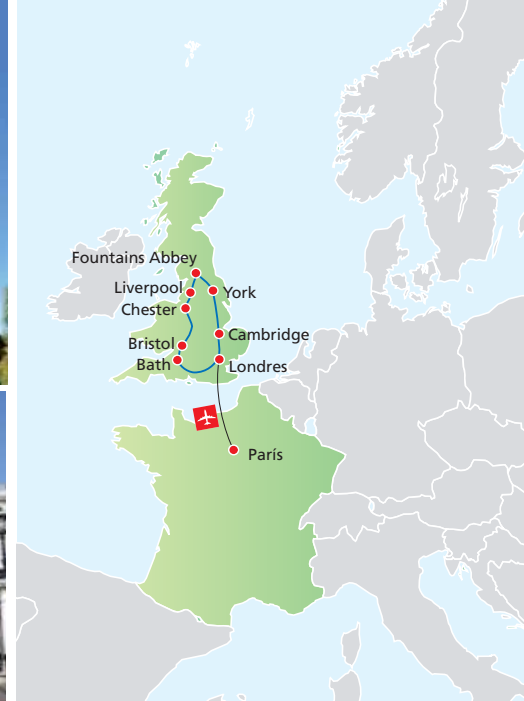 Fountains Abbey
Liverpool
York
Chester
Cambridge
Bristol
Bath
Londres
París